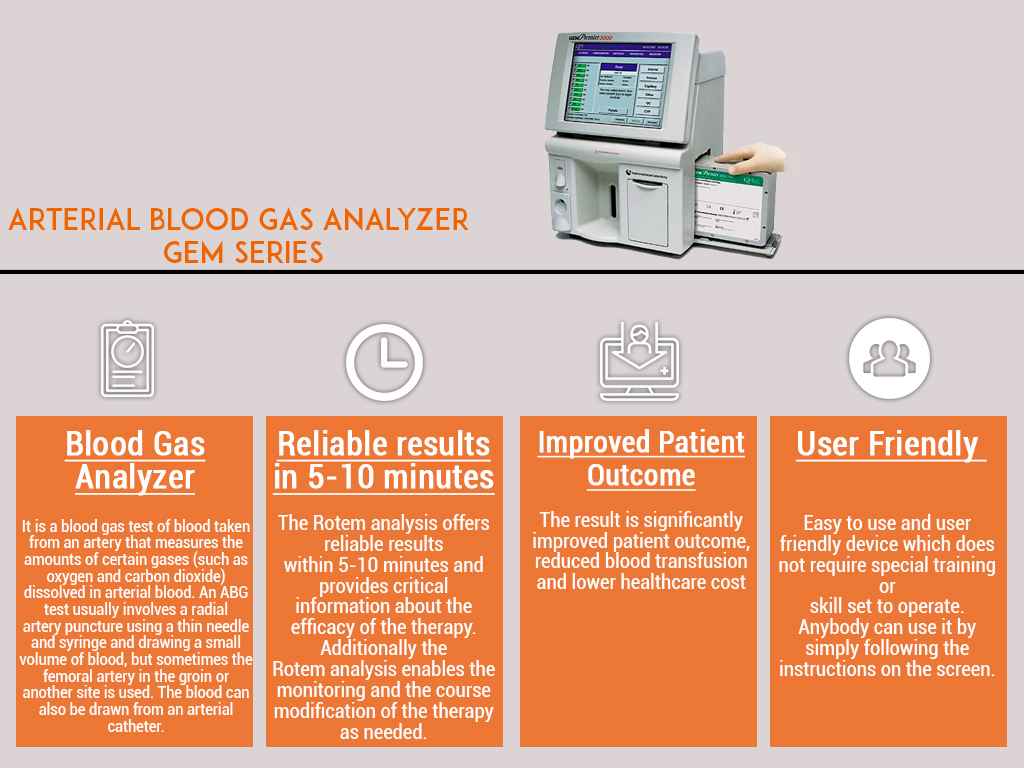 GEM Premier 3000
Instrumentation Laboratory
ARTERIAL BLOOD GAS ANALYZER
GEM SERIES
Blood Gas
Analyzer
It is a blood gas test of blood taken
from an artery that measures the
amounts of certain gases (such as
oxygen and carbon dioxide)
dissolved in arterial blood. An ABG
test usually involves a radial
artery puncture using a thin needle
and syringe and drawing a small
volume of blood, but sometimes the
femoral artery in the groin or
another site is used. The blood can
also be drawn from an arterial
catheter.
Reliable results
in 5-10 minutes
The Rotem analysis offers
reliable results
within 5-10 minutes and
provides critical
information about the
efficacy of the therapy.
Additionally the
Rotem analysis enables the
monitoring and the course
modification of the therapy
as needed.
Improved Patient
Outcome
The result is significantly
improved patient outcome,
reduced blood transfusion
and lower healthcare cost
User Friendly
Easy to use and user
friendly device which does
not require special training
or
skill set to operate.
Anybody can use it by
simply following the
instructions on the screen.